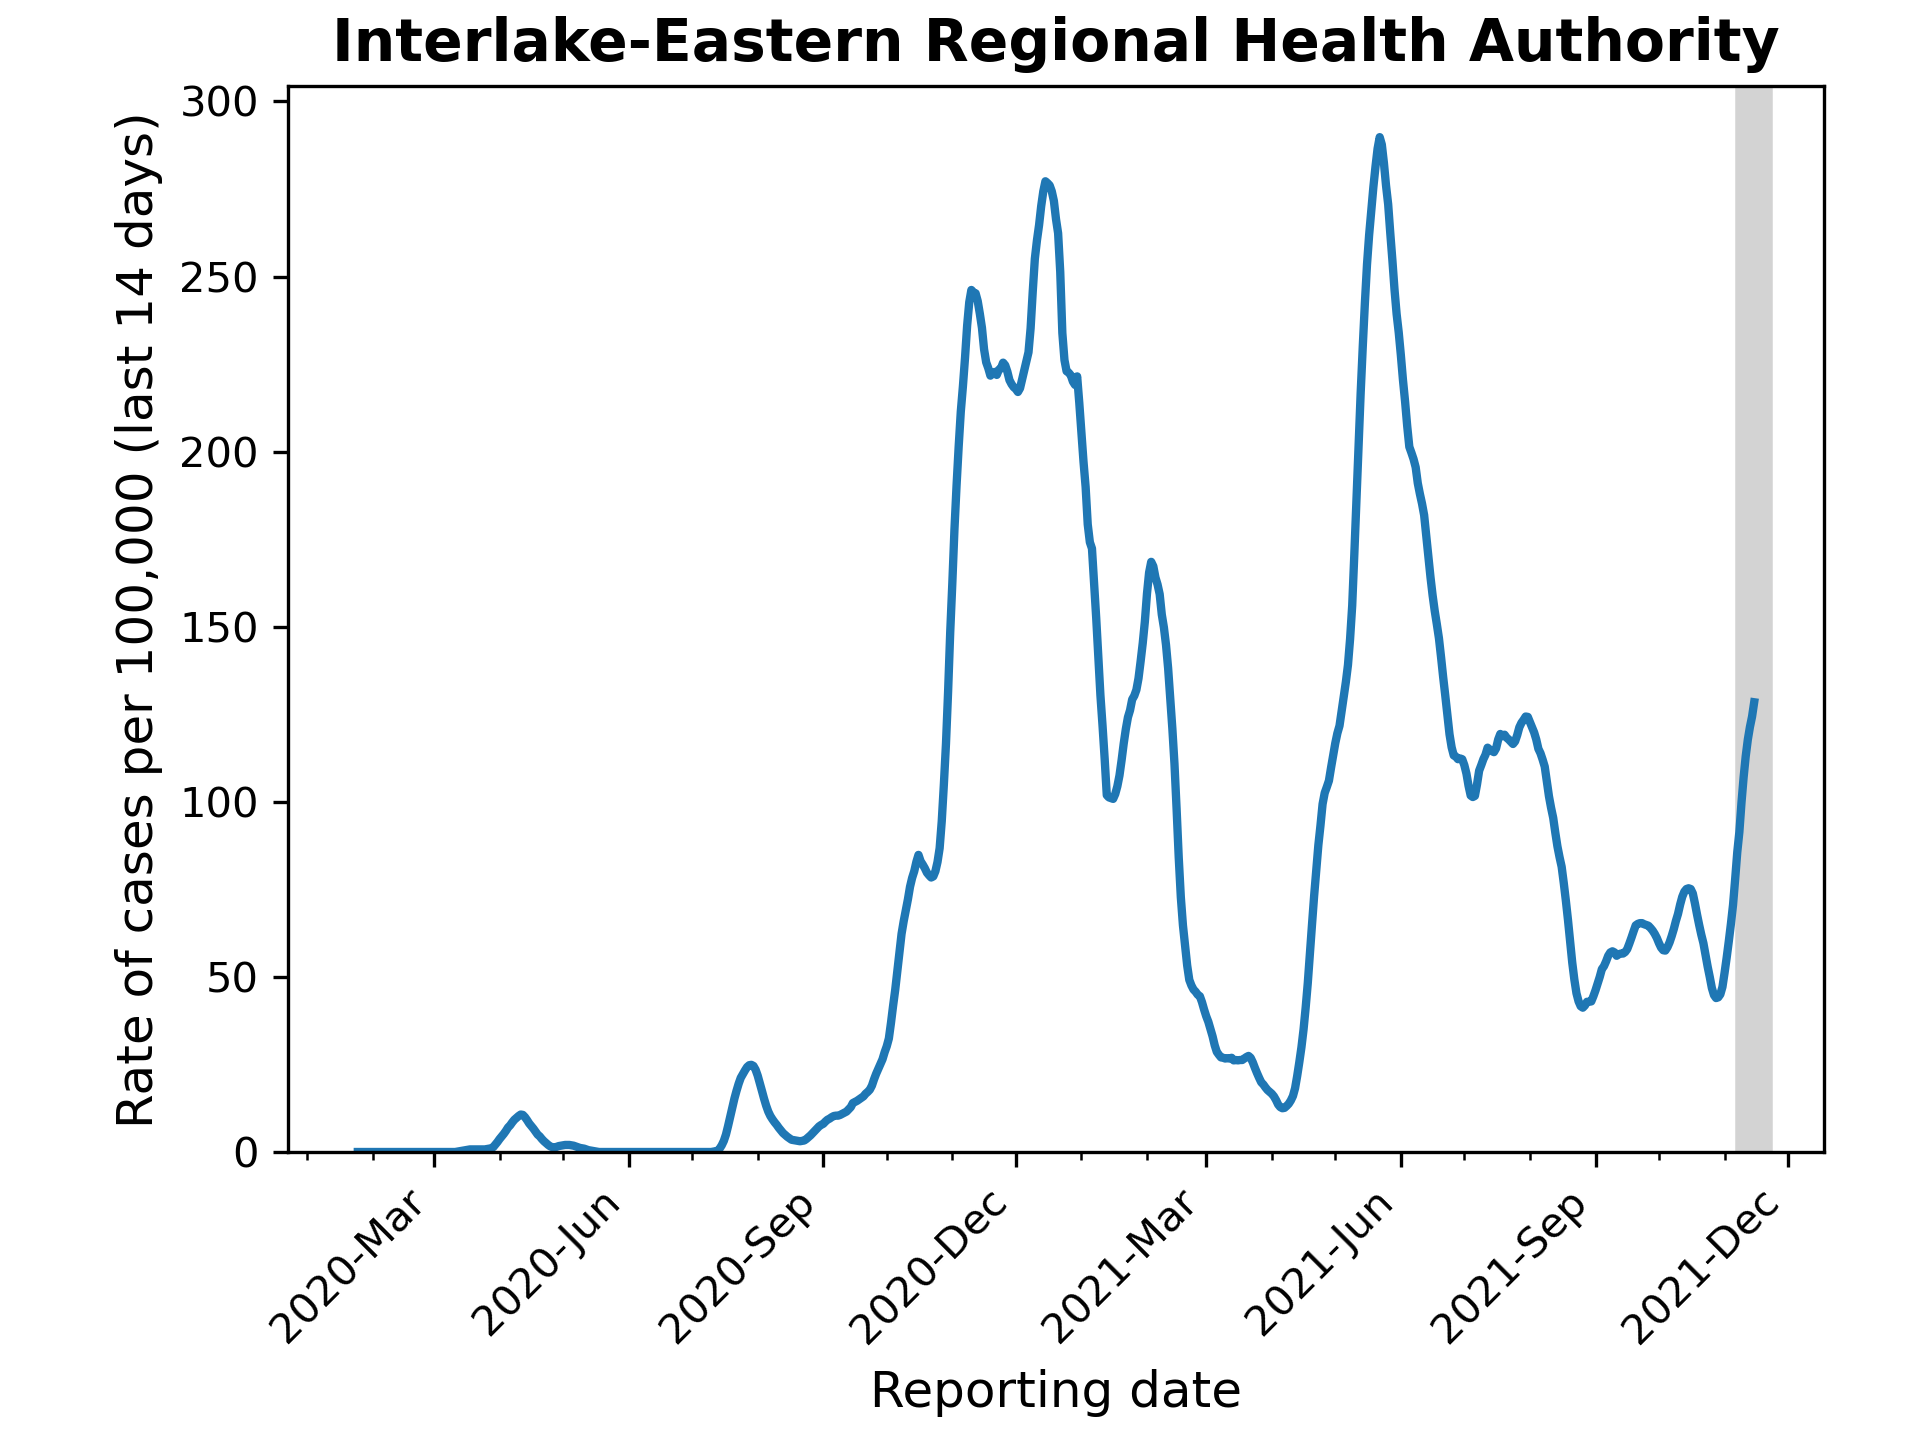 Interlake-Eastern Regional Health Authority
Rate of cases per 100,000 (last 14 days)
300
250
200
150
100
50
0
2020-Mar
2020-Jun
2020-Sep
2020-Dec
2021-Mar
2021-Jun
2021-Sep
2021-Dec
Reporting date